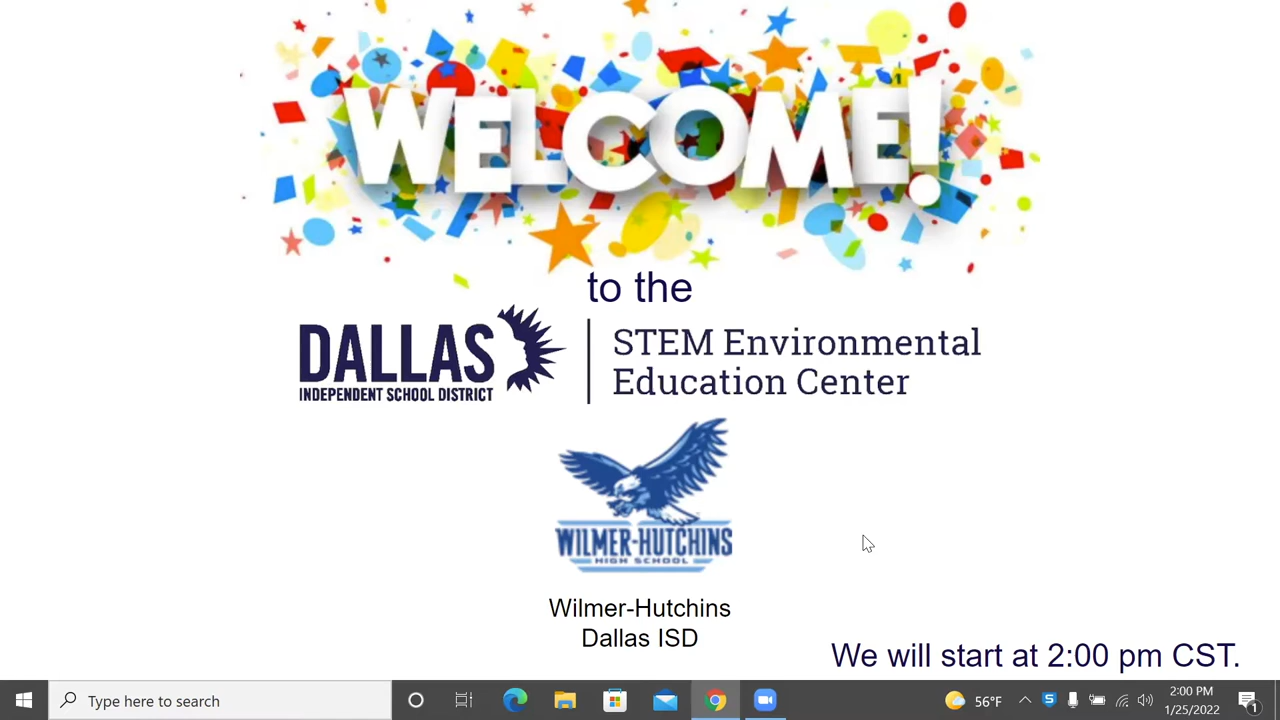 WELCOME!
to the
DALLAS
INDEPENDENT SCHOOL DISTRICT
STEM Environmental
Education Center
WILMER-HUTCHINS
HIGH SCHOOL
Wilmer-Hutchins
Dallas ISD
We will start at 2:00 pm CST.
Type here to search
56°F
S
2:00 PM
1/25/2022
1